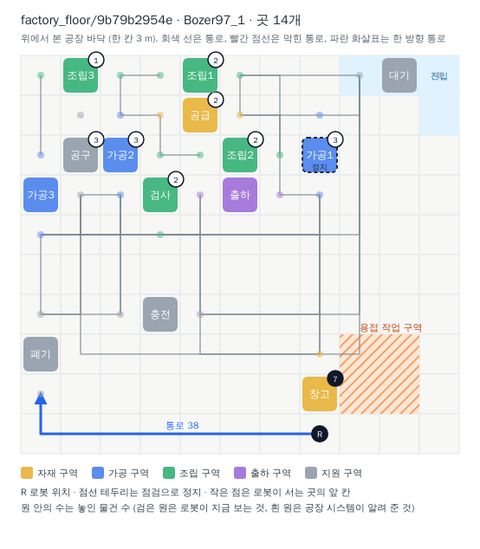 factory_floor/9b79b2954e · Bozer97_1 · 곳 14개
위에서 본 공장 바닥 (한 칸 3 m). 회색 선은 통로, 빨간 점선은 막힌 통로, 파란 화살표는 한 방향 통로
조립3 1
조립1 2
대기
진입
공급 2
공구 3
가공2 3
조립2 2
가공1 3
정지
가공3
검사 2
출하
충전
용접 작업 구역
폐기
창고 7
통로 38
R
자재 구역 가공 구역 조립 구역 출하 구역 지원 구역
R 로봇 위치 · 점선 테두리는 점검으로 정지 · 작은 점은 로봇이 서는 곳의 앞 칸
원 안의 수는 놓인 물건 수 (검은 원은 로봇이 지금 보는 것, 흰 원은 공장 시스템이 알려 준 것)